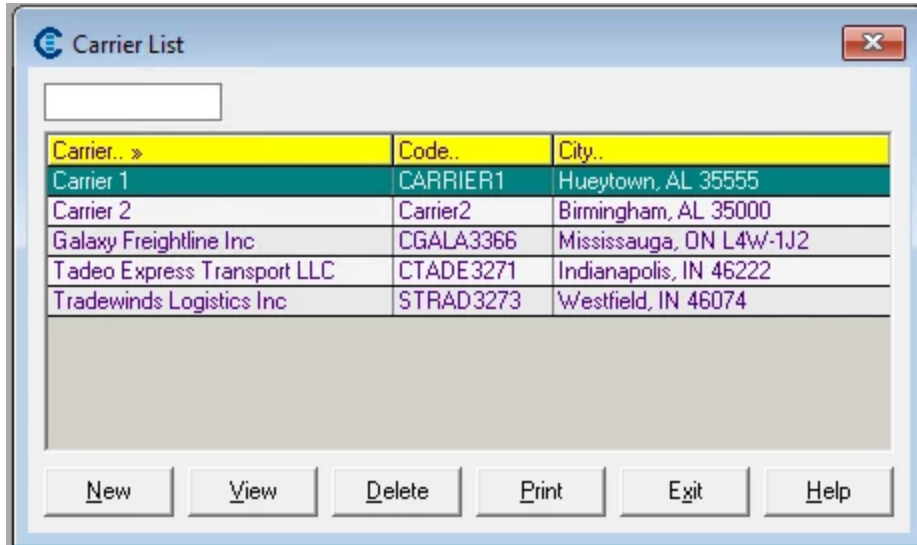 Carrier List
Carrier.. » Code.. City..
Carrier 1 CARRIER1 Hueytown, AL 35555
Carrier 2 Carrier2 Birmingham, AL 35000
Galaxy Freightline Inc CGALA3366 Mississauga, ON L4W-1J2
Tadeo Express Transport LLC CTADE3271 Indianapolis, IN 46222
Tradewinds Logistics Inc STRAD3273 Westfield, IN 46074
New View Delete Print Exit Help